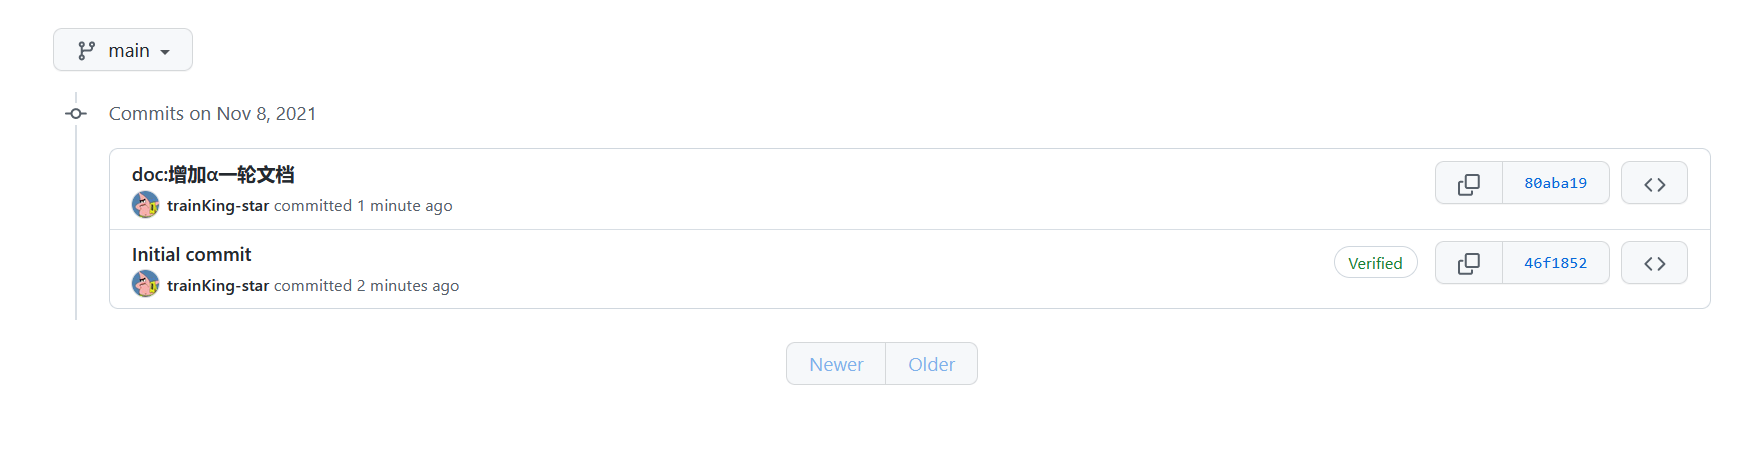 main
Commits on Nov 8, 2021
doc:增加α一轮文档
80aba19
trainKing-star committed 1 minute ago
Initial commit
Verified
46f1852
trainKing-star committed 2 minutes ago
Newer
Older